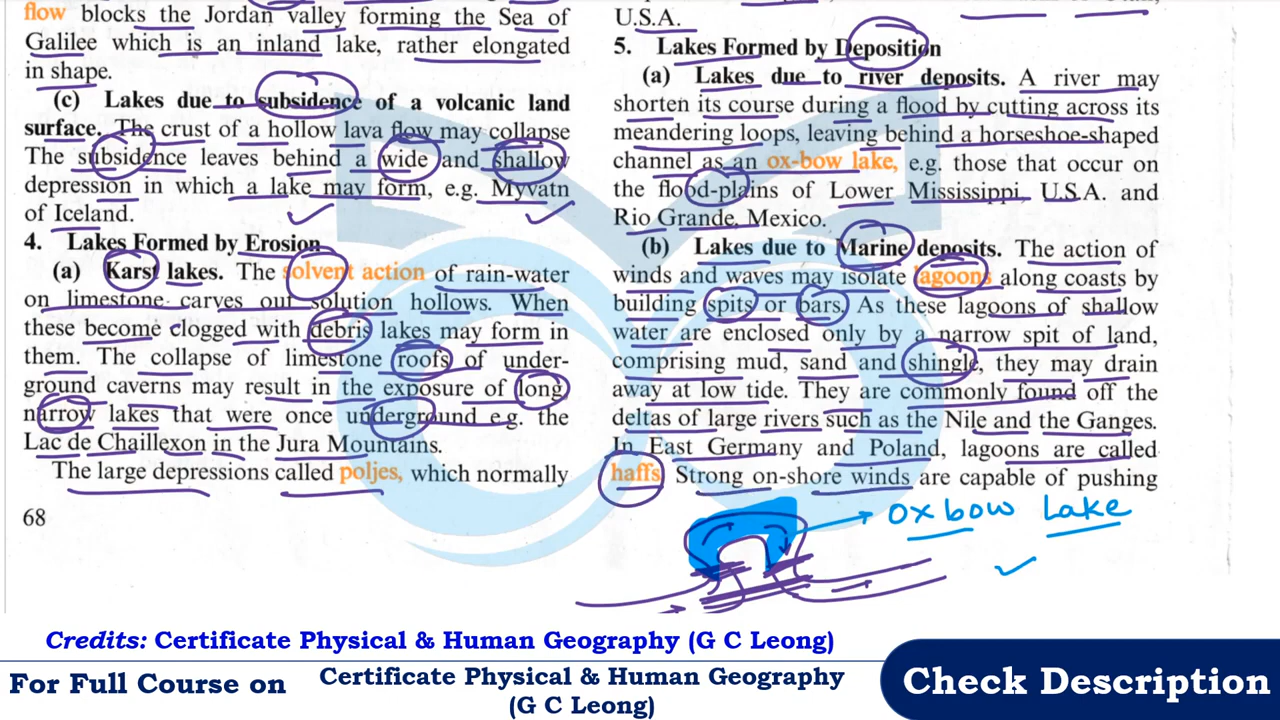 flow blocks the Jordan valley forming the Sea of
Galilee which is an inland lake, rather elongated
in shape.
(c) Lakes due to subsidence of a volcanic land
surface. The crust of a hollow lava flow may collapse
The subsidence leaves behind a wide and shallow
depression in which a lake may form, e.g. Myvatn
of Iceland.
4. Lakes Formed by Erosion
(a) Karst lakes. The solvent action of rain-water
on limestone carves out solution hollows. When
these become clogged with debris lakes may form in
them. The collapse of limestone roofs of under-
ground caverns may result in the exposure of long
narrow lakes that were once underground e.g. the
Lac de Chaillexon in the Jura Mountains.
The large depressions called poljes, which normally
68
U.S.A.
5. Lakes Formed by Deposition
(a) Lakes due to river deposits. A river may
shorten its course during a flood by cutting across its
meandering loops, leaving behind a horseshoe-shaped
channel as an ox-bow lake, e.g. those that occur on
the flood-plains of Lower Mississippi, U.S.A. and
Rio Grande, Mexico.
(b) Lakes due to Marine deposits. The action of
winds and waves may isolate lagoons along coasts by
building spits or bars. As these lagoons of shallow
water are enclosed only by a narrow spit of land,
comprising mud, sand and shingle, they may drain
away at low tide. They are commonly found off the
deltas of large rivers such as the Nile and the Ganges.
In East Germany and Poland, lagoons are called
haffs Strong on-shore winds are capable of pushing
Oxbow Lake
Credits: Certificate Physical & Human Geography (G C Leong)
For Full Course on
Certificate Physical & Human Geography
(G C Leong)
Check Description